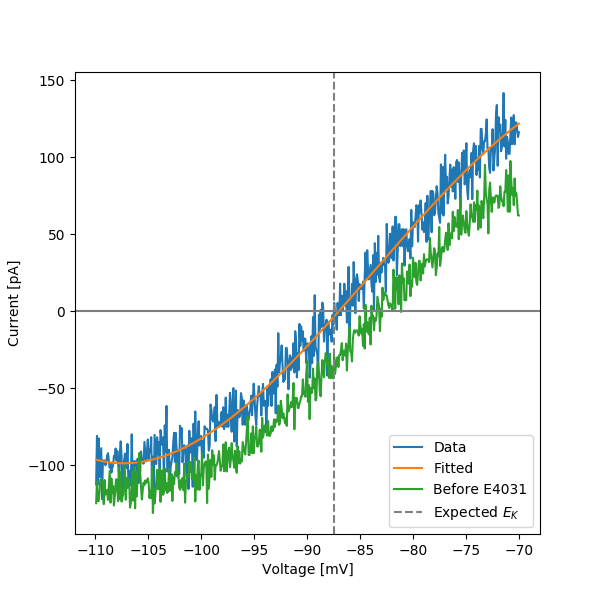 150
100
50
0
−50
−100
Current [pA]
Data
Fitted
Before E4031
Expected E_K
−110 −105 −100 −95 −90 −85 −80 −75 −70
Voltage [mV]